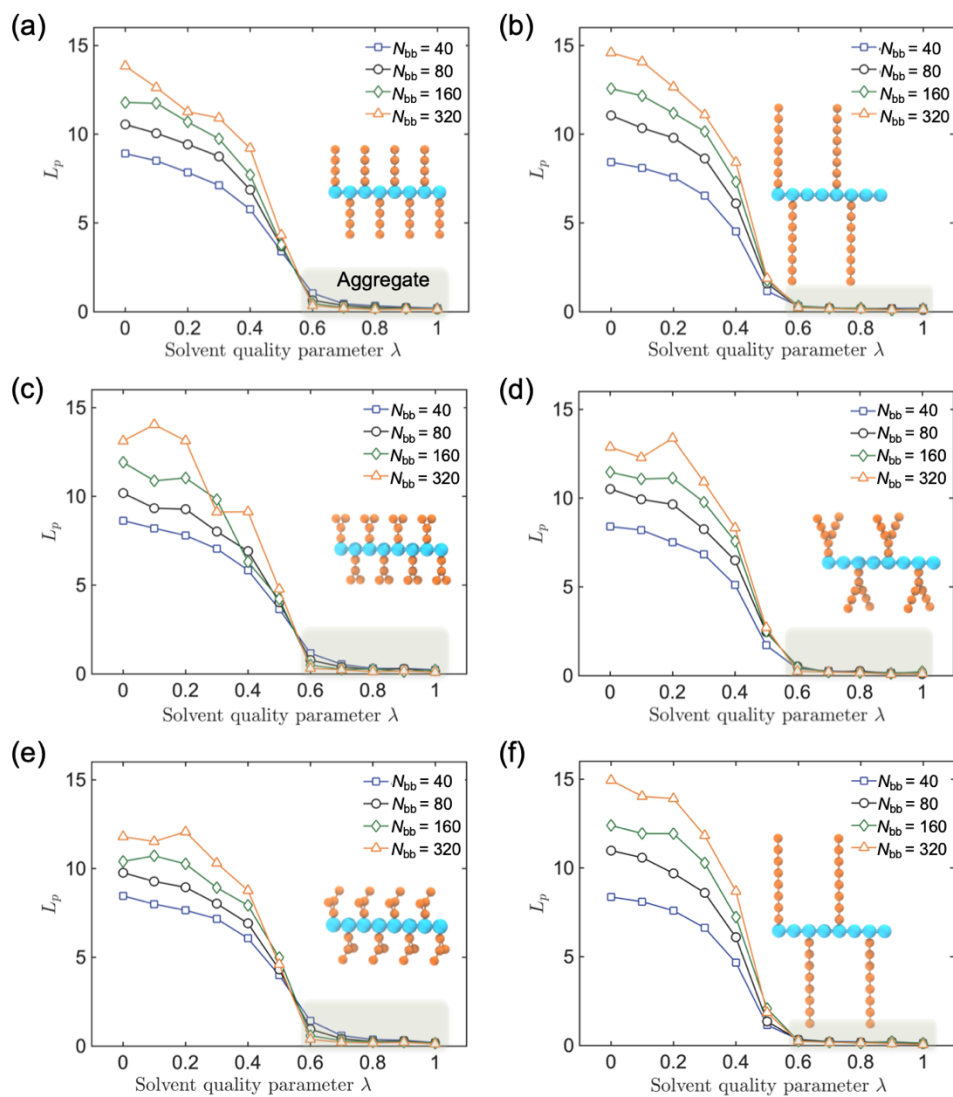 (a)
15
10
5
0
L_p
N_bb = 40
N_bb = 80
N_bb = 160
N_bb = 320
Aggregate
0 0.2 0.4 0.6 0.8 1
Solvent quality parameter λ
(b)
15
10
5
0
L_p
N_bb = 40
N_bb = 80
N_bb = 160
N_bb = 320
0 0.2 0.4 0.6 0.8 1
Solvent quality parameter λ
(c)
15
10
5
0
L_p
N_bb = 40
N_bb = 80
N_bb = 160
N_bb = 320
0 0.2 0.4 0.6 0.8 1
Solvent quality parameter λ
(d)
15
10
5
0
L_p
N_bb = 40
N_bb = 80
N_bb = 160
N_bb = 320
0 0.2 0.4 0.6 0.8 1
Solvent quality parameter λ
(e)
15
10
5
0
L_p
N_bb = 40
N_bb = 80
N_bb = 160
N_bb = 320
0 0.2 0.4 0.6 0.8 1
Solvent quality parameter λ
(f)
15
10
5
0
L_p
N_bb = 40
N_bb = 80
N_bb = 160
N_bb = 320
0 0.2 0.4 0.6 0.8 1
Solvent quality parameter λ